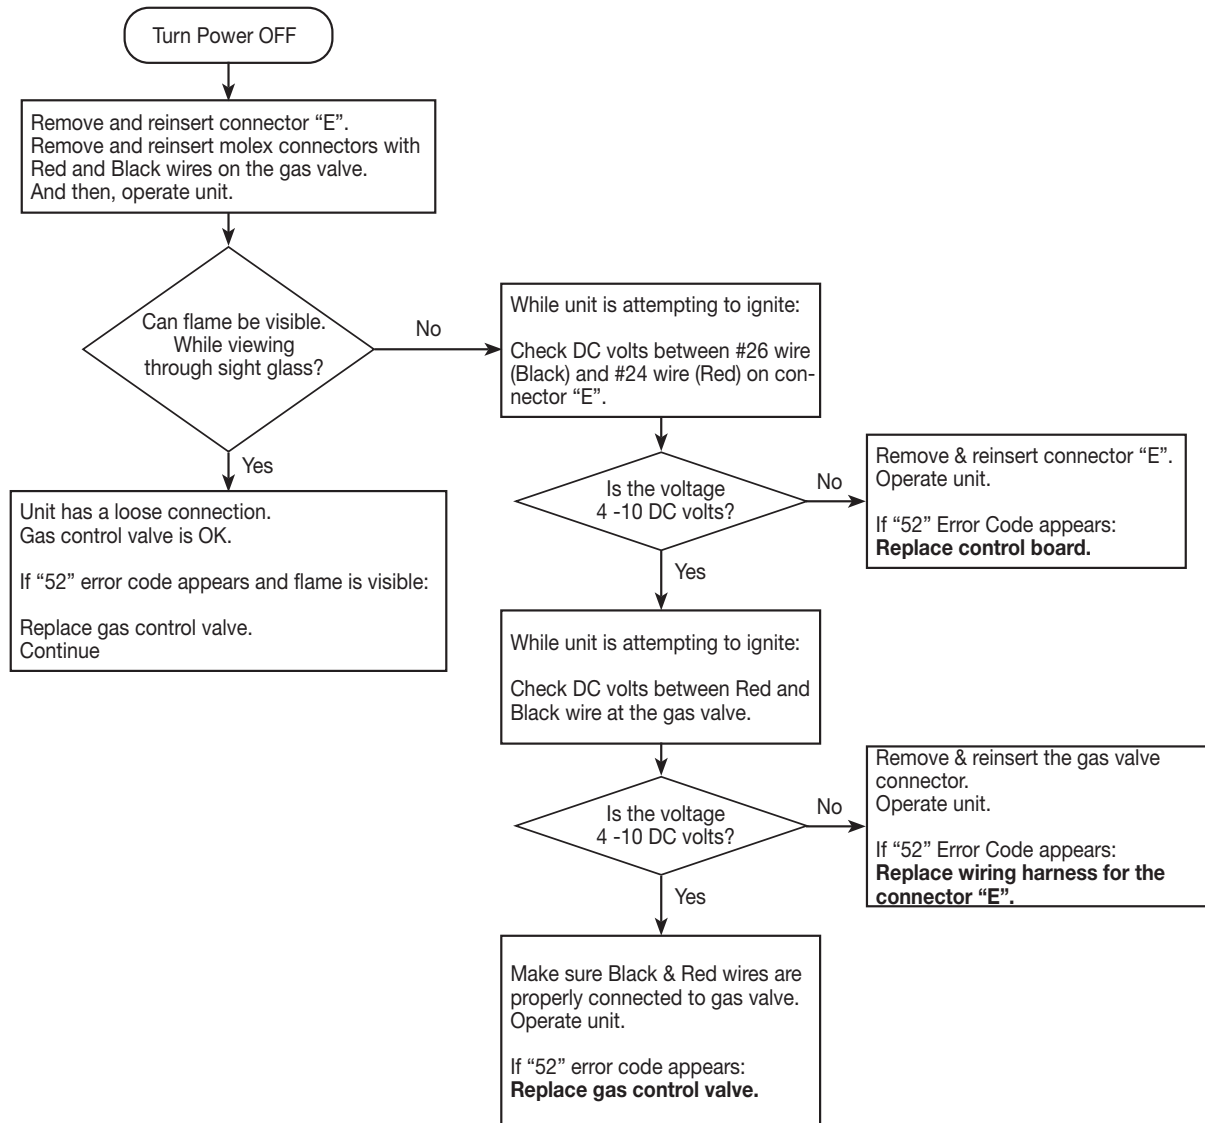 Turn Power OFF
Remove and reinsert connector “E”.
Remove and reinsert molex connectors with
Red and Black wires on the gas valve.
And then, operate unit.
Can flame be visible.
While viewing
through sight glass?
No
While unit is attempting to ignite:
Check DC volts between #26 wire
(Black) and #24 wire (Red) on con-
nector “E”.
Yes
Unit has a loose connection.
Gas control valve is OK.
If “52” error code appears and flame is visible:
Replace gas control valve.
Continue
Is the voltage
4 -10 DC volts?
No
Remove & reinsert connector “E”.
Operate unit.
If “52” Error Code appears:
Replace control board.
Yes
While unit is attempting to ignite:
Check DC volts between Red and
Black wire at the gas valve.
Is the voltage
4 -10 DC volts?
No
Remove & reinsert the gas valve
connector.
Operate unit.
If “52” Error Code appears:
Replace wiring harness for the
connector “E”.
Yes
Make sure Black & Red wires are
properly connected to gas valve.
Operate unit.
If “52” error code appears:
Replace gas control valve.